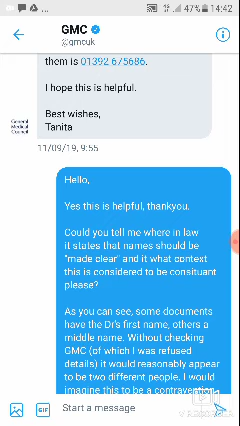 47% 14:42
GMC
@gmcuk
them is 01392 675686.
I hope this is helpful.
Best wishes,
Tanita
General
Medical
Council
11/09/19, 9:55
Hello,
Yes this is helpful, thankyou.
Could you tell me where in law
it states that names should be
"made clear" and it what context
this is considered to be consituant
please?
As you can see, some documents
have the Dr's first name, others a
middle name. Without checking
GMC (of which I was refused
details) it would reasonably appear
to be two different people. I would
imagine this to be a contravention
GIF
Start a message